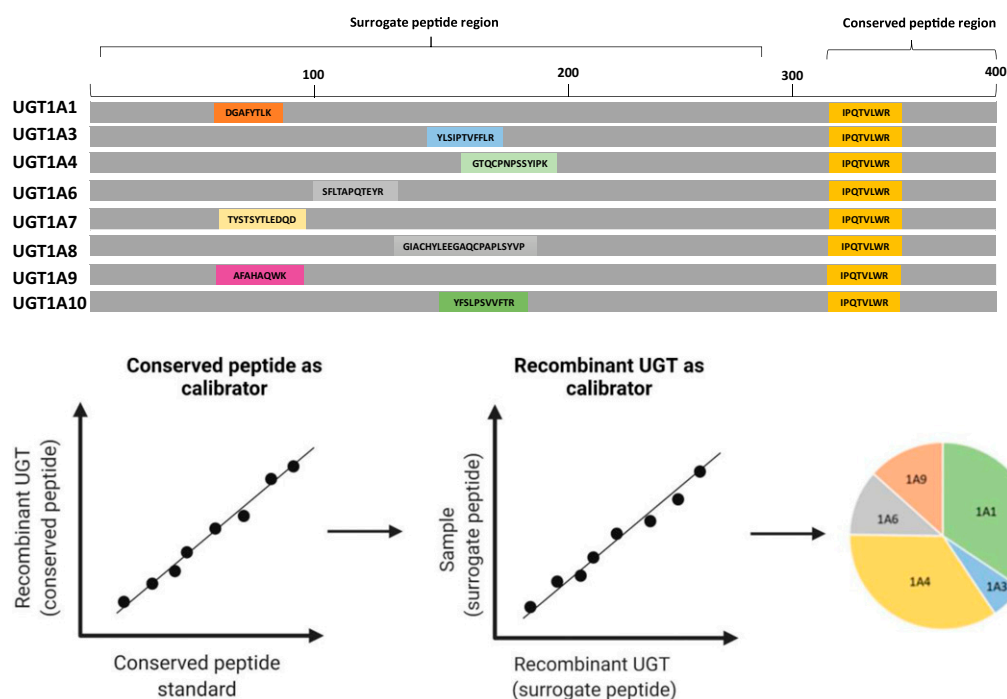 Surrogate peptide region
Conserved peptide region
100
200
300
400
UGT1A1
DGAFYTLK
IPQTVLWR
UGT1A3
YLSIPTVFFLR
IPQTVLWR
UGT1A4
GTQCPNPSSYIPK
IPQTVLWR
UGT1A6
SFLTAPQTEYR
IPQTVLWR
UGT1A7
TYSTSYTLEDQD
IPQTVLWR
UGT1A8
GIACHYLEEGAQCPAPLSYVP
IPQTVLWR
UGT1A9
AFAHAQWK
IPQTVLWR
UGT1A10
YFSLPSVVFTR
IPQTVLWR
Conserved peptide as
calibrator
Recombinant UGT
(conserved peptide)
Conserved peptide
standard
Recombinant UGT as
calibrator
Sample
(surrogate peptide)
Recombinant UGT
(surrogate peptide)
1A9
1A1
1A6
1A4
1A3